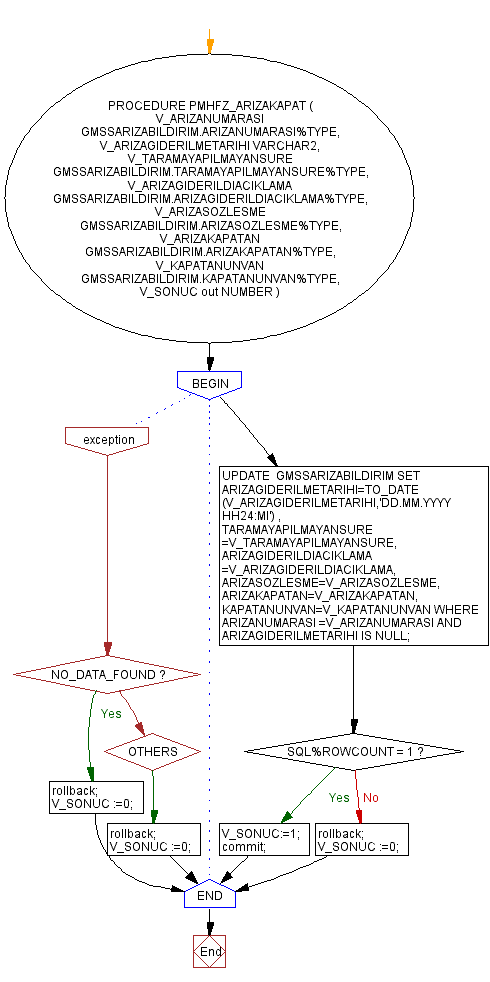 PROCEDURE PMHFZ_ARIZAKAPAT (
V_ARIZANUMARASI
GMSSARIZABILDIRIM.ARIZANUMARASI%TYPE,
V_ARIZAGIDERILMETARIHI VARCHAR2,
V_TARAMAYAPILMAYANSURE
GMSSARIZABILDIRIM.TARAMAYAPILMAYANSURE%TYPE,
V_ARIZAGIDERILDIACIKLAMA
GMSSARIZABILDIRIM.ARIZAGIDERILDIACIKLAMA%TYPE,
V_ARIZASOZLESME
GMSSARIZABILDIRIM.ARIZASOZLESME%TYPE,
V_ARIZAKAPATAN
GMSSARIZABILDIRIM.ARIZAKAPATAN%TYPE,
V_KAPATANUNVAN
GMSSARIZABILDIRIM.KAPATANUNVAN%TYPE,
V_SONUC out NUMBER )
BEGIN
exception
UPDATE GMSSARIZABILDIRIM SET
ARIZAGIDERILMETARIHI=TO_DATE
(V_ARIZAGIDERILMETARIHI,'DD.MM.YYYY
HH24:MI') ,
TARAMAYAPILMAYANSURE
=V_TARAMAYAPILMAYANSURE,
ARIZAGIDERILDIACIKLAMA
=V_ARIZAGIDERILDIACIKLAMA,
ARIZASOZLESME=V_ARIZASOZLESME,
ARIZAKAPATAN=V_ARIZAKAPATAN,
KAPATANUNVAN=V_KAPATANUNVAN WHERE
ARIZANUMARASI =V_ARIZANUMARASI AND
ARIZAGIDERILMETARIHI IS NULL;
NO_DATA_FOUND ?
Yes
OTHERS
SQL%ROWCOUNT = 1 ?
Yes
No
rollback;
V_SONUC :=0;
rollback;
V_SONUC :=0;
V_SONUC:=1;
commit;
rollback;
V_SONUC :=0;
END
End